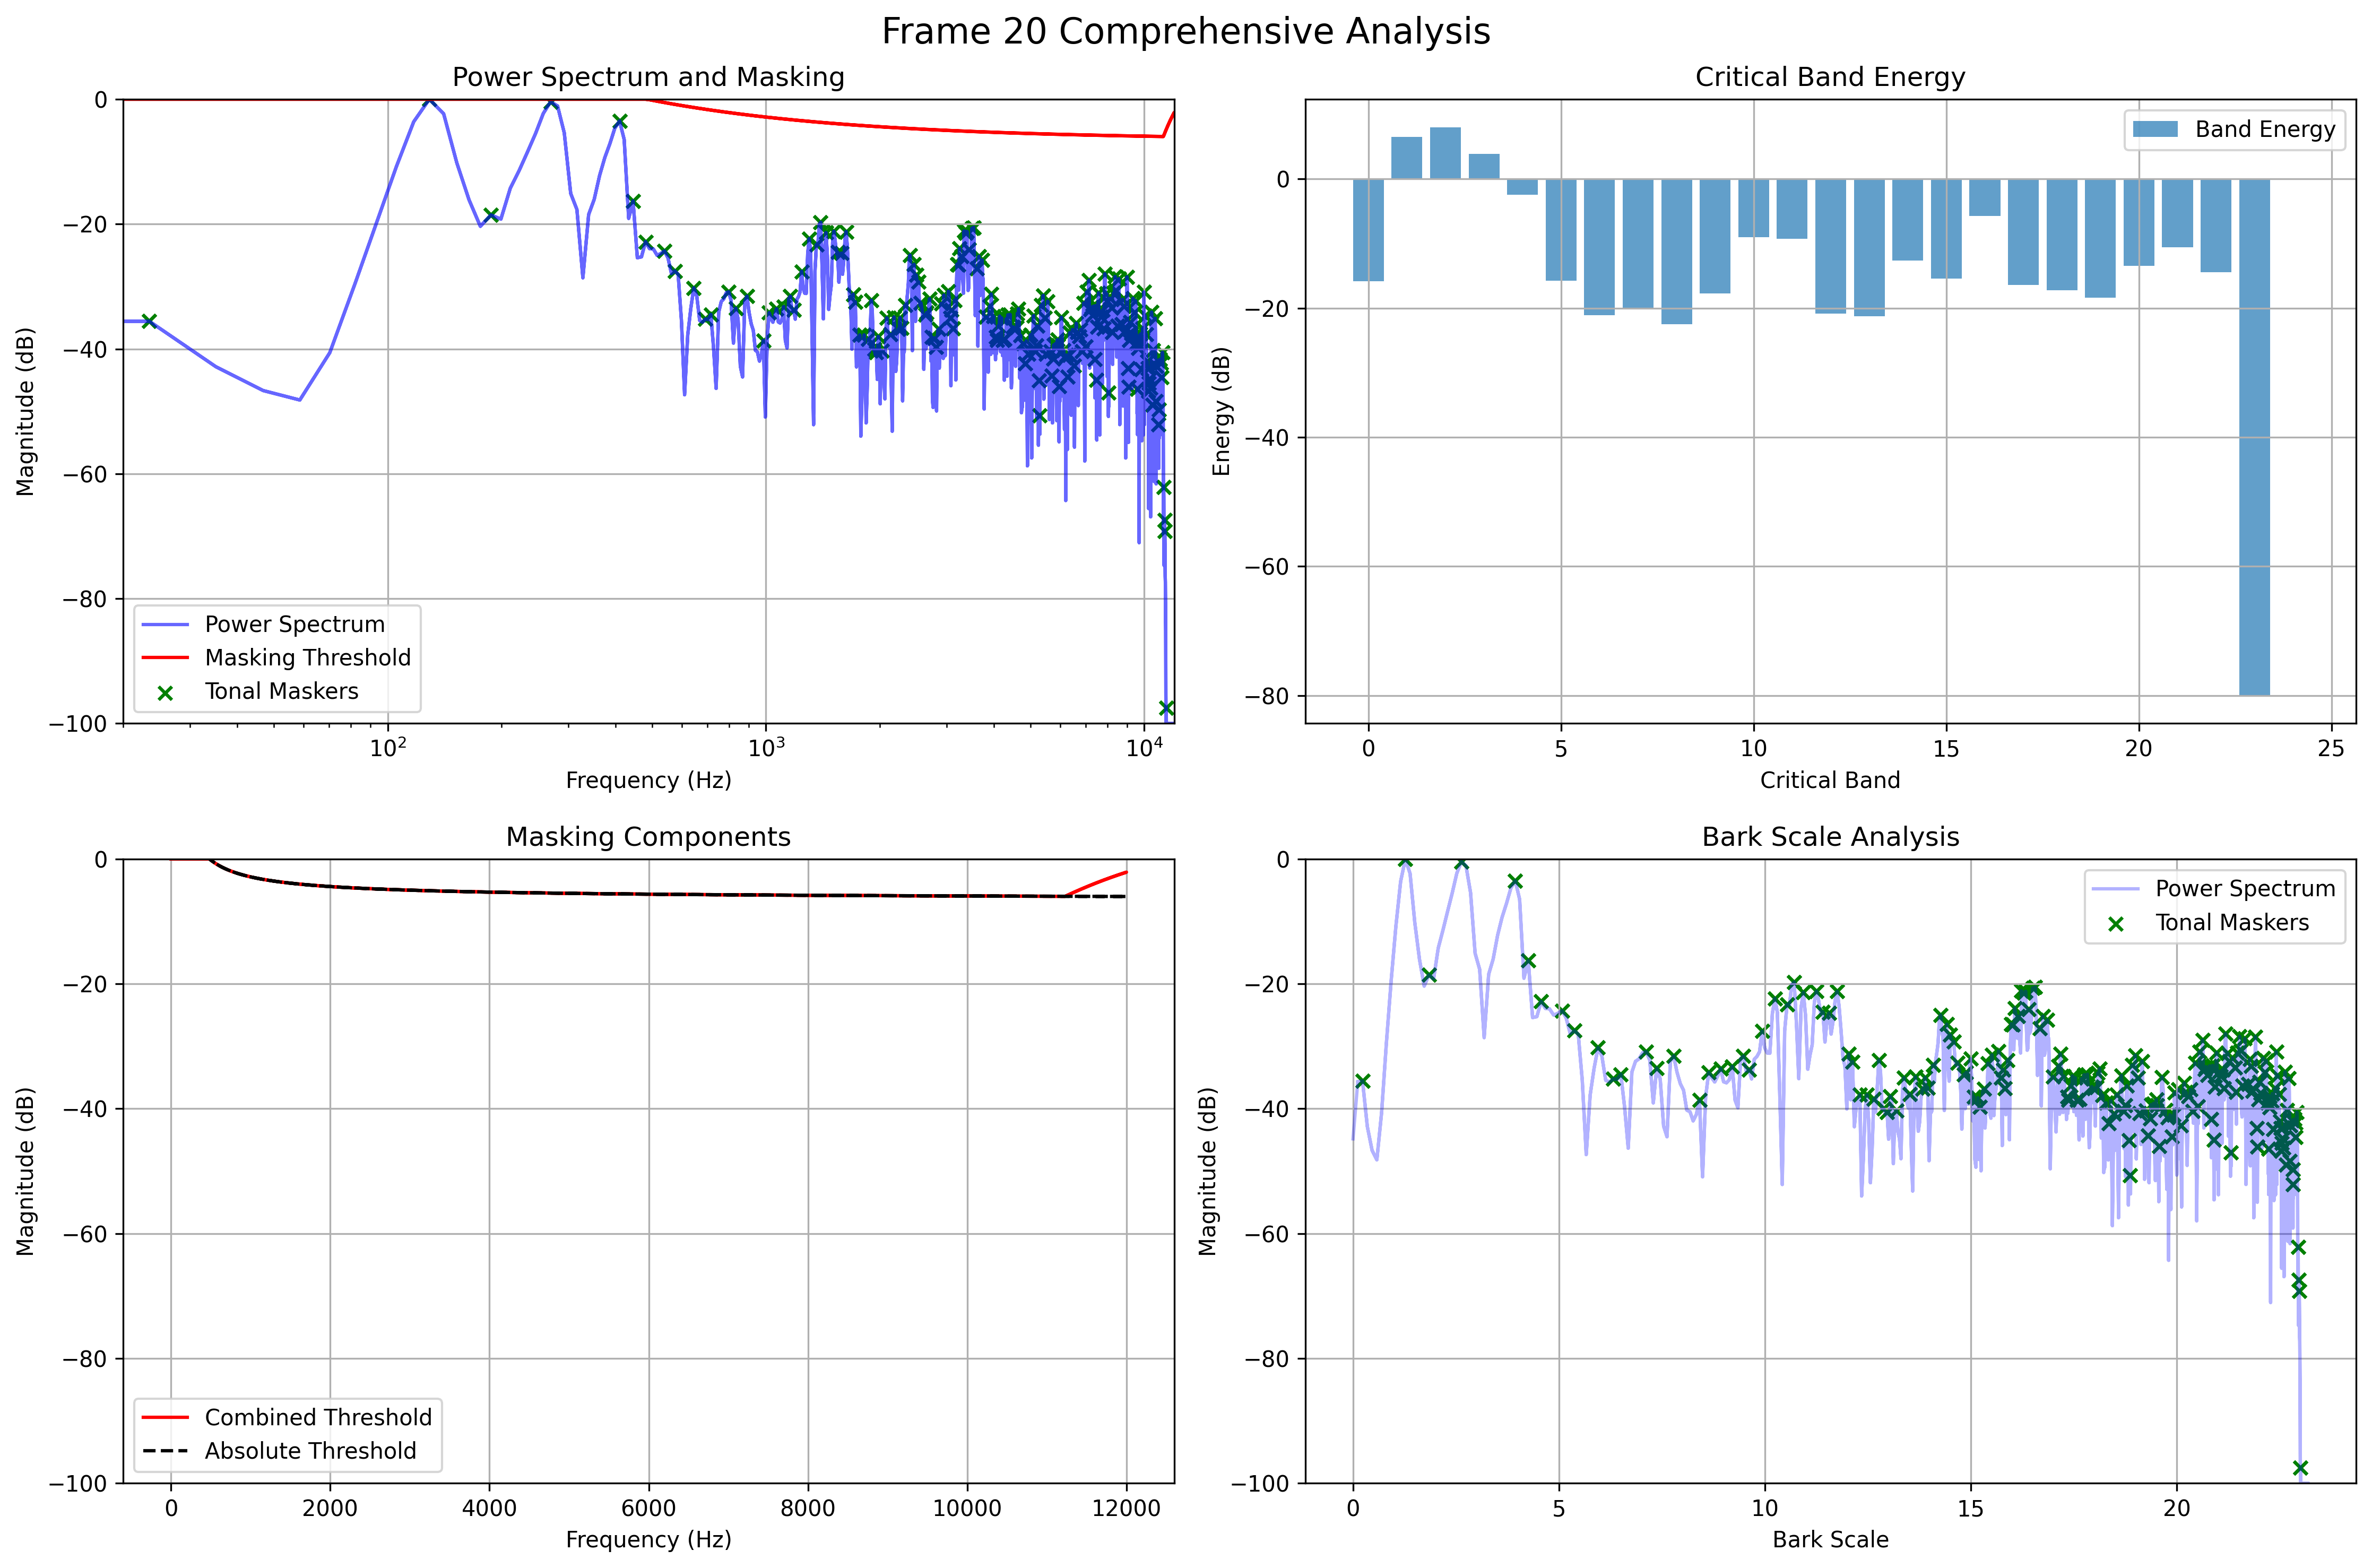 Frame 20 Comprehensive Analysis
Power Spectrum and Masking
0
−20
−40
−60
−80
−100
Magnitude (dB)
Power Spectrum
Masking Threshold
Tonal Maskers
10²
10³
10⁴
Frequency (Hz)
Critical Band Energy
Band Energy
0
−20
−40
−60
−80
Energy (dB)
0
5
10
15
20
25
Critical Band
Masking Components
0
−20
−40
−60
−80
−100
Magnitude (dB)
Combined Threshold
Absolute Threshold
0
2000
4000
6000
8000
10000
12000
Frequency (Hz)
Bark Scale Analysis
Power Spectrum
Tonal Maskers
0
−20
−40
−60
−80
−100
Magnitude (dB)
0
5
10
15
20
Bark Scale